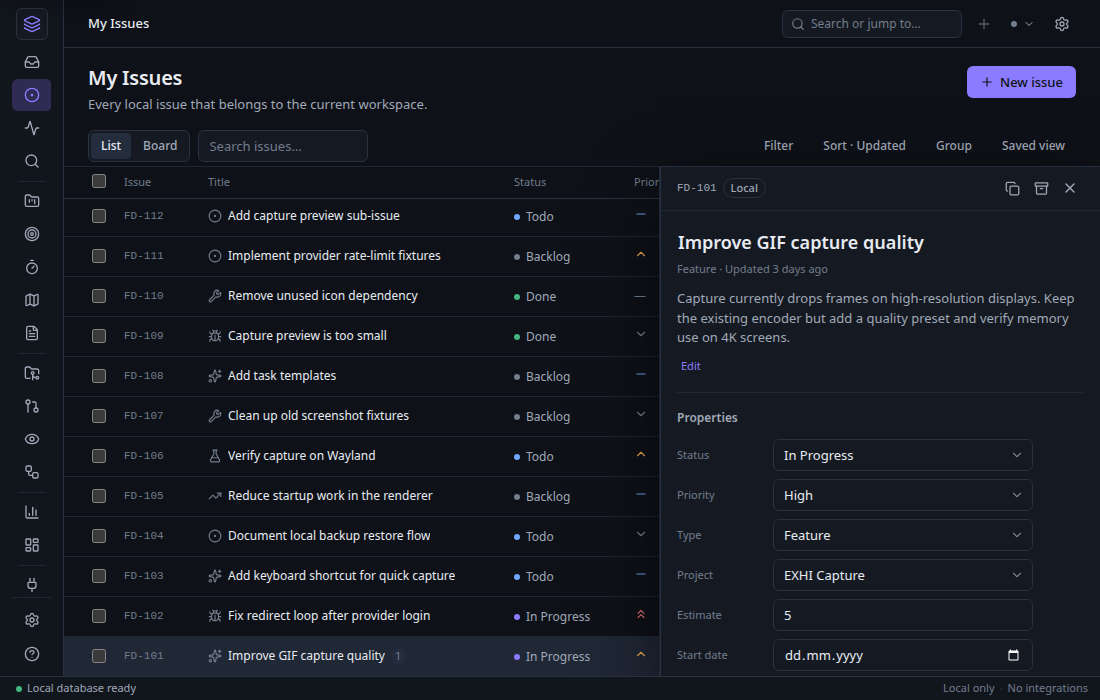 My Issues
Search or jump to...
My Issues
Every local issue that belongs to the current workspace.
New issue
List
Board
Search issues...
Filter
Sort · Updated
Group
Saved view
Issue
Title
Status
Prior
FD-112
Add capture preview sub-issue
Todo
FD-111
Implement provider rate-limit fixtures
Backlog
FD-110
Remove unused icon dependency
Done
FD-109
Capture preview is too small
Done
FD-108
Add task templates
Backlog
FD-107
Clean up old screenshot fixtures
Backlog
FD-106
Verify capture on Wayland
Todo
FD-105
Reduce startup work in the renderer
Backlog
FD-104
Document local backup restore flow
Todo
FD-103
Add keyboard shortcut for quick capture
Todo
FD-102
Fix redirect loop after provider login
In Progress
FD-101
Improve GIF capture quality
1
In Progress
FD-101
Local
Improve GIF capture quality
Feature · Updated 3 days ago
Capture currently drops frames on high-resolution displays. Keep
the existing encoder but add a quality preset and verify memory
use on 4K screens.
Edit
Properties
Status
In Progress
Priority
High
Type
Feature
Project
EXHI Capture
Estimate
5
Start date
dd.mm.yyyy
Local database ready
Local only · No integrations